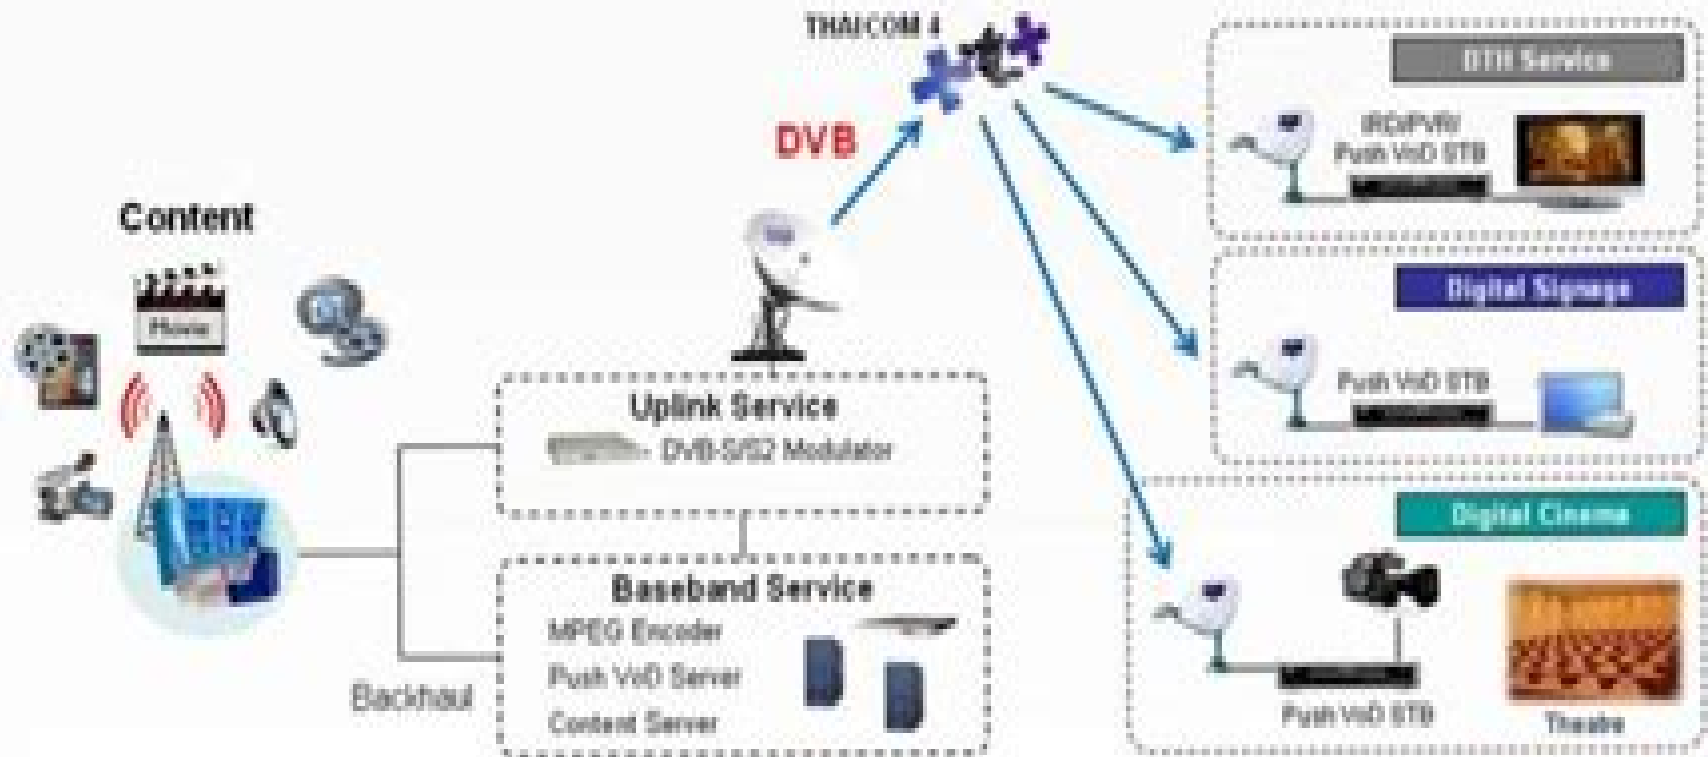 THAICOM 4
DVB
Content
Movie
Uplink Service
DVB-S/S2 Modulator
Baseband Service
MPEG Encoder
Push VoD Server
Content Server
Backhaul
DTH Service
IRD/PVR/
Push VoD STB
Digital Signage
Push VoD STB
Digital Cinema
Push VoD STB
Theatre